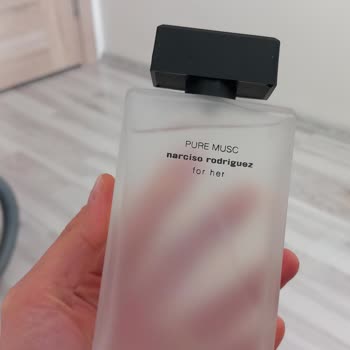 PURE MUSC
narciso rodriguez
for her